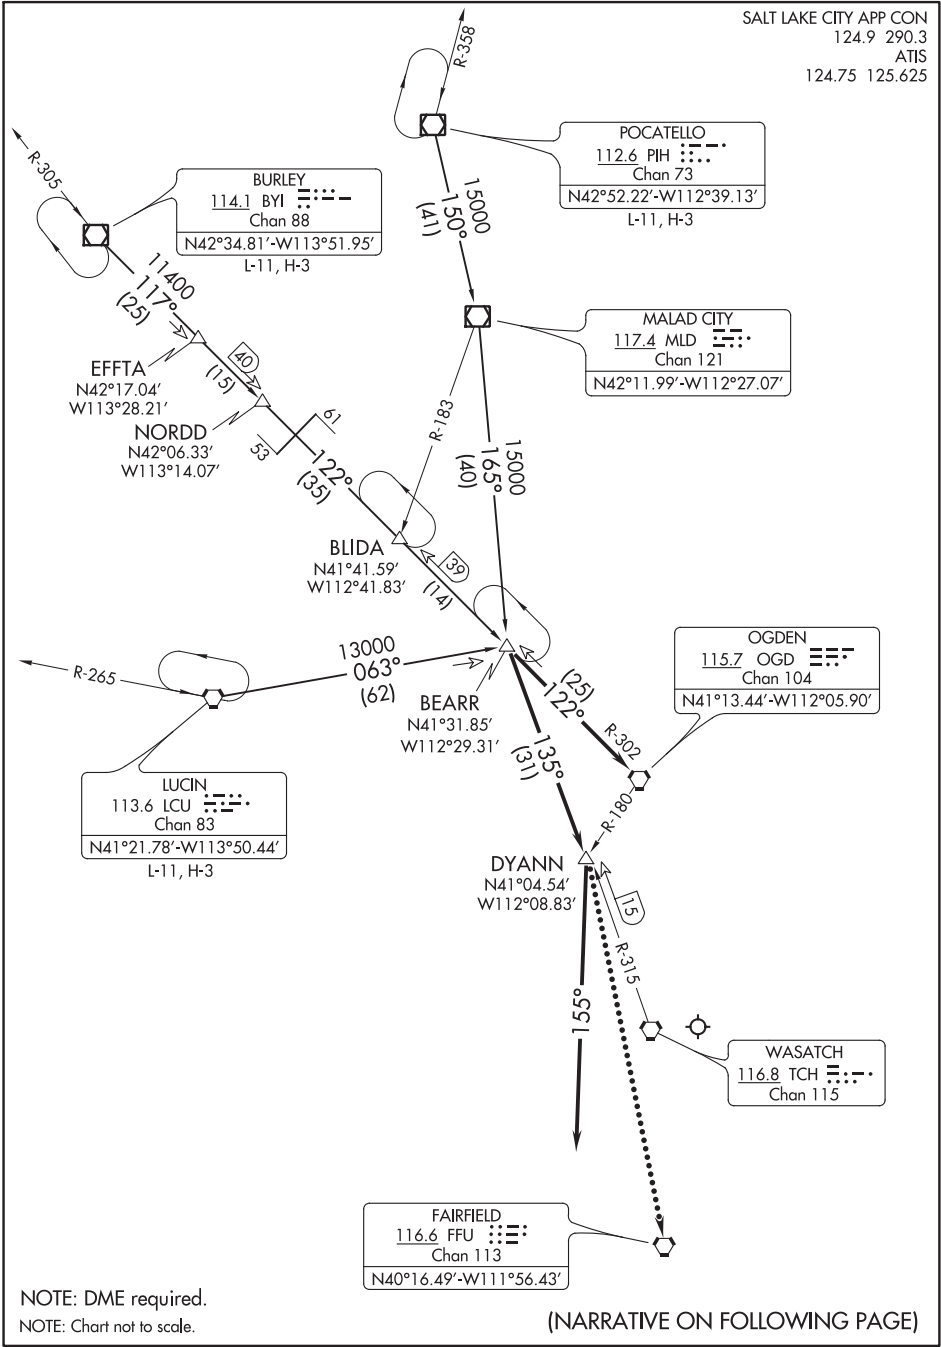 SALT LAKE CITY APP CON
124.9 290.3
ATIS
124.75 125.625
R-358
POCATELLO
112.6 PIH
Chan 73
N42°52.22'-W112°39.13'
L-11, H-3
R-305
BURLEY
114.1 BYI
Chan 88
N42°34.81'-W113°51.95'
L-11, H-3
15000
150°
(41)
11400
117°
(25)
MALAD CITY
117.4 MLD
Chan 121
N42°11.99'-W112°27.07'
EFFTA
N42°17.04'
W113°28.21'
40
(15)
NORDD
N42°06.33'
W113°14.07'
61
53
R-183
122°
(35)
15000
165°
(40)
BLIDA
N41°41.59'
W112°41.83'
39
(14)
R-265
13000
063°
(62)
BEARR
N41°31.85'
W112°29.31'
(25)
122°
R-302
OGDEN
115.7 OGD
Chan 104
N41°13.44'-W112°05.90'
135°
(31)
R-180
LUCIN
113.6 LCU
Chan 83
N41°21.78'-W113°50.44'
L-11, H-3
DYANN
N41°04.54'
W112°08.83'
15
R-315
155°
WASATCH
116.8 TCH
Chan 115
FAIRFIELD
116.6 FFU
Chan 113
N40°16.49'-W111°56.43'
NOTE: DME required.
NOTE: Chart not to scale.
(NARRATIVE ON FOLLOWING PAGE)